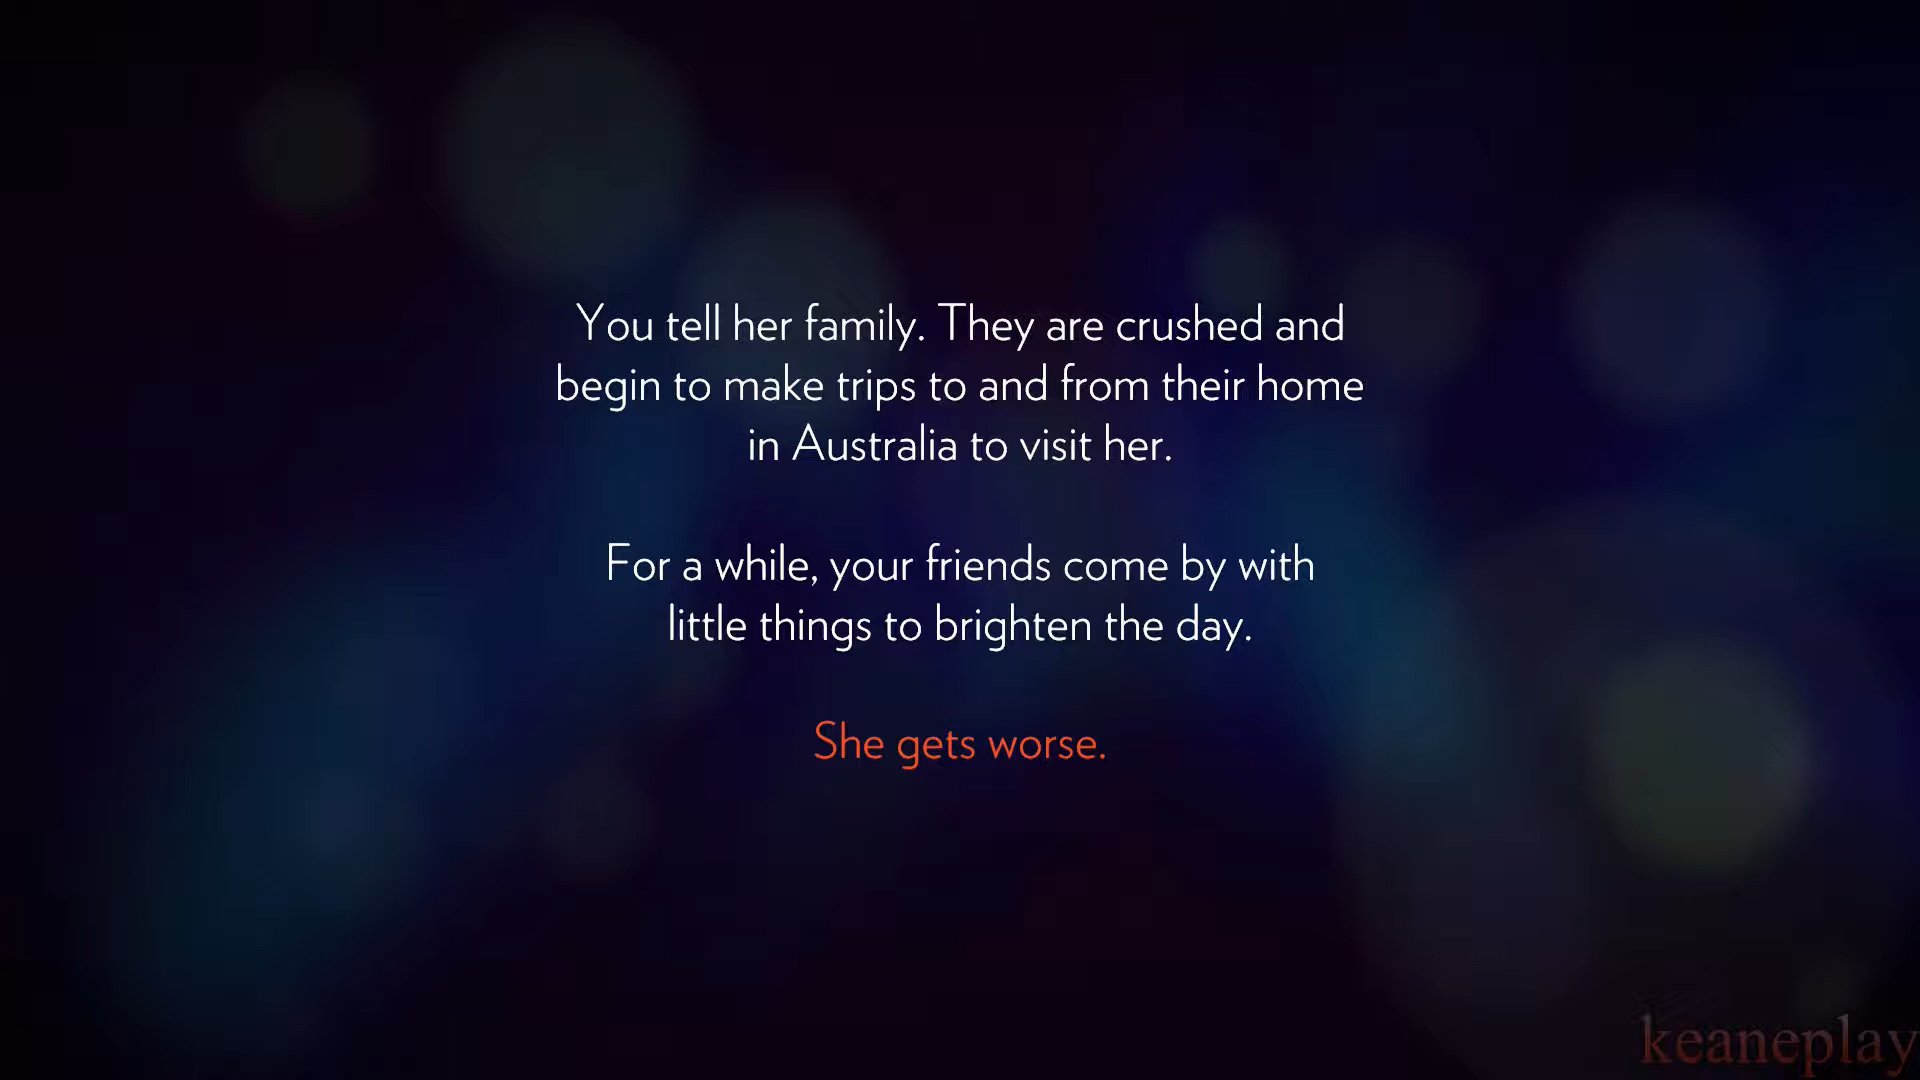 You tell her family. They are crushed and
begin to make trips to and from their home
in Australia to visit her.
For a while, your friends come by with
little things to brighten the day.
She gets worse.
keaneplay